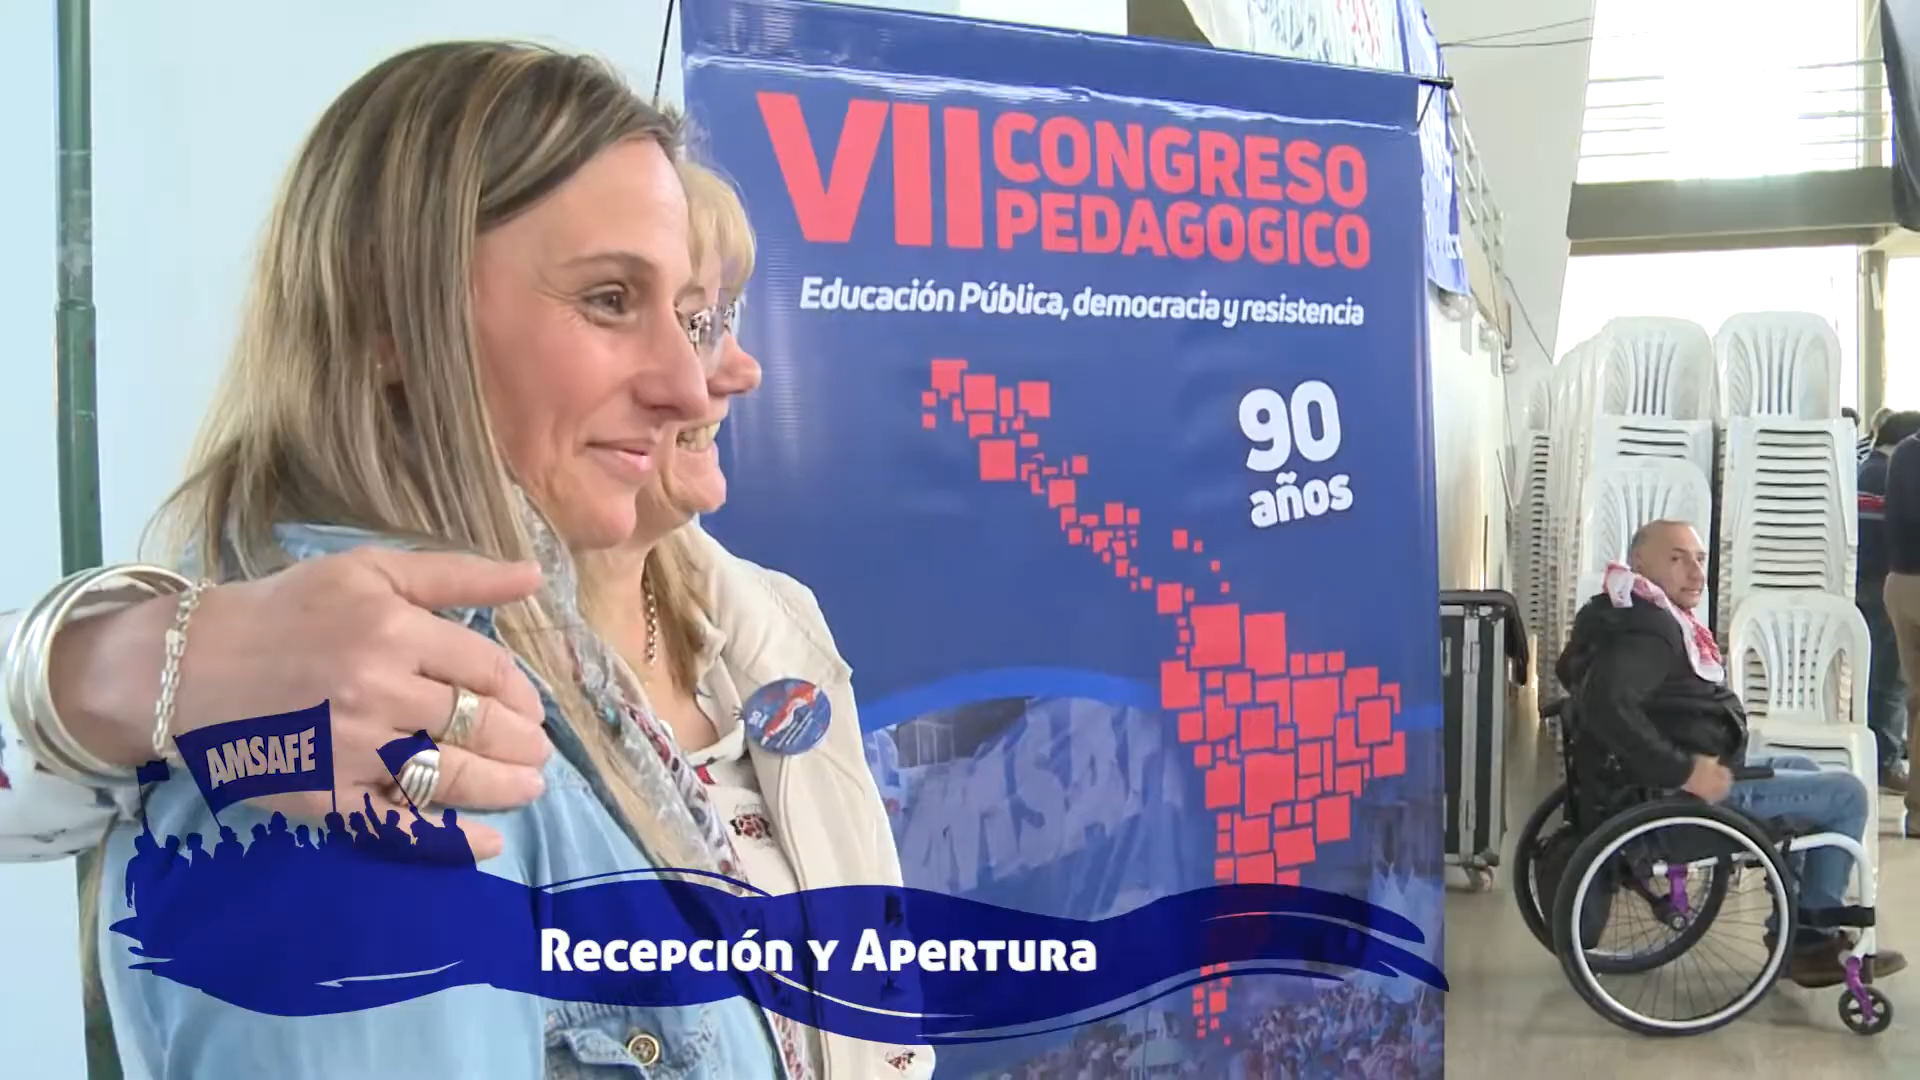 VII CONGRESO
PEDAGOGICO
Educación Pública, democracia y resistencia
90
años
AMSAFE
Recepción y Apertura